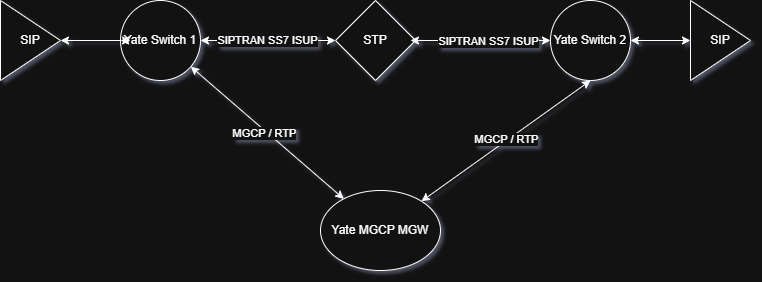 SIP
Yate Switch 1
SIPTRAN SS7 ISUP
STP
SIPTRAN SS7 ISUP
Yate Switch 2
SIP
MGCP / RTP
MGCP / RTP
Yate MGCP MGW